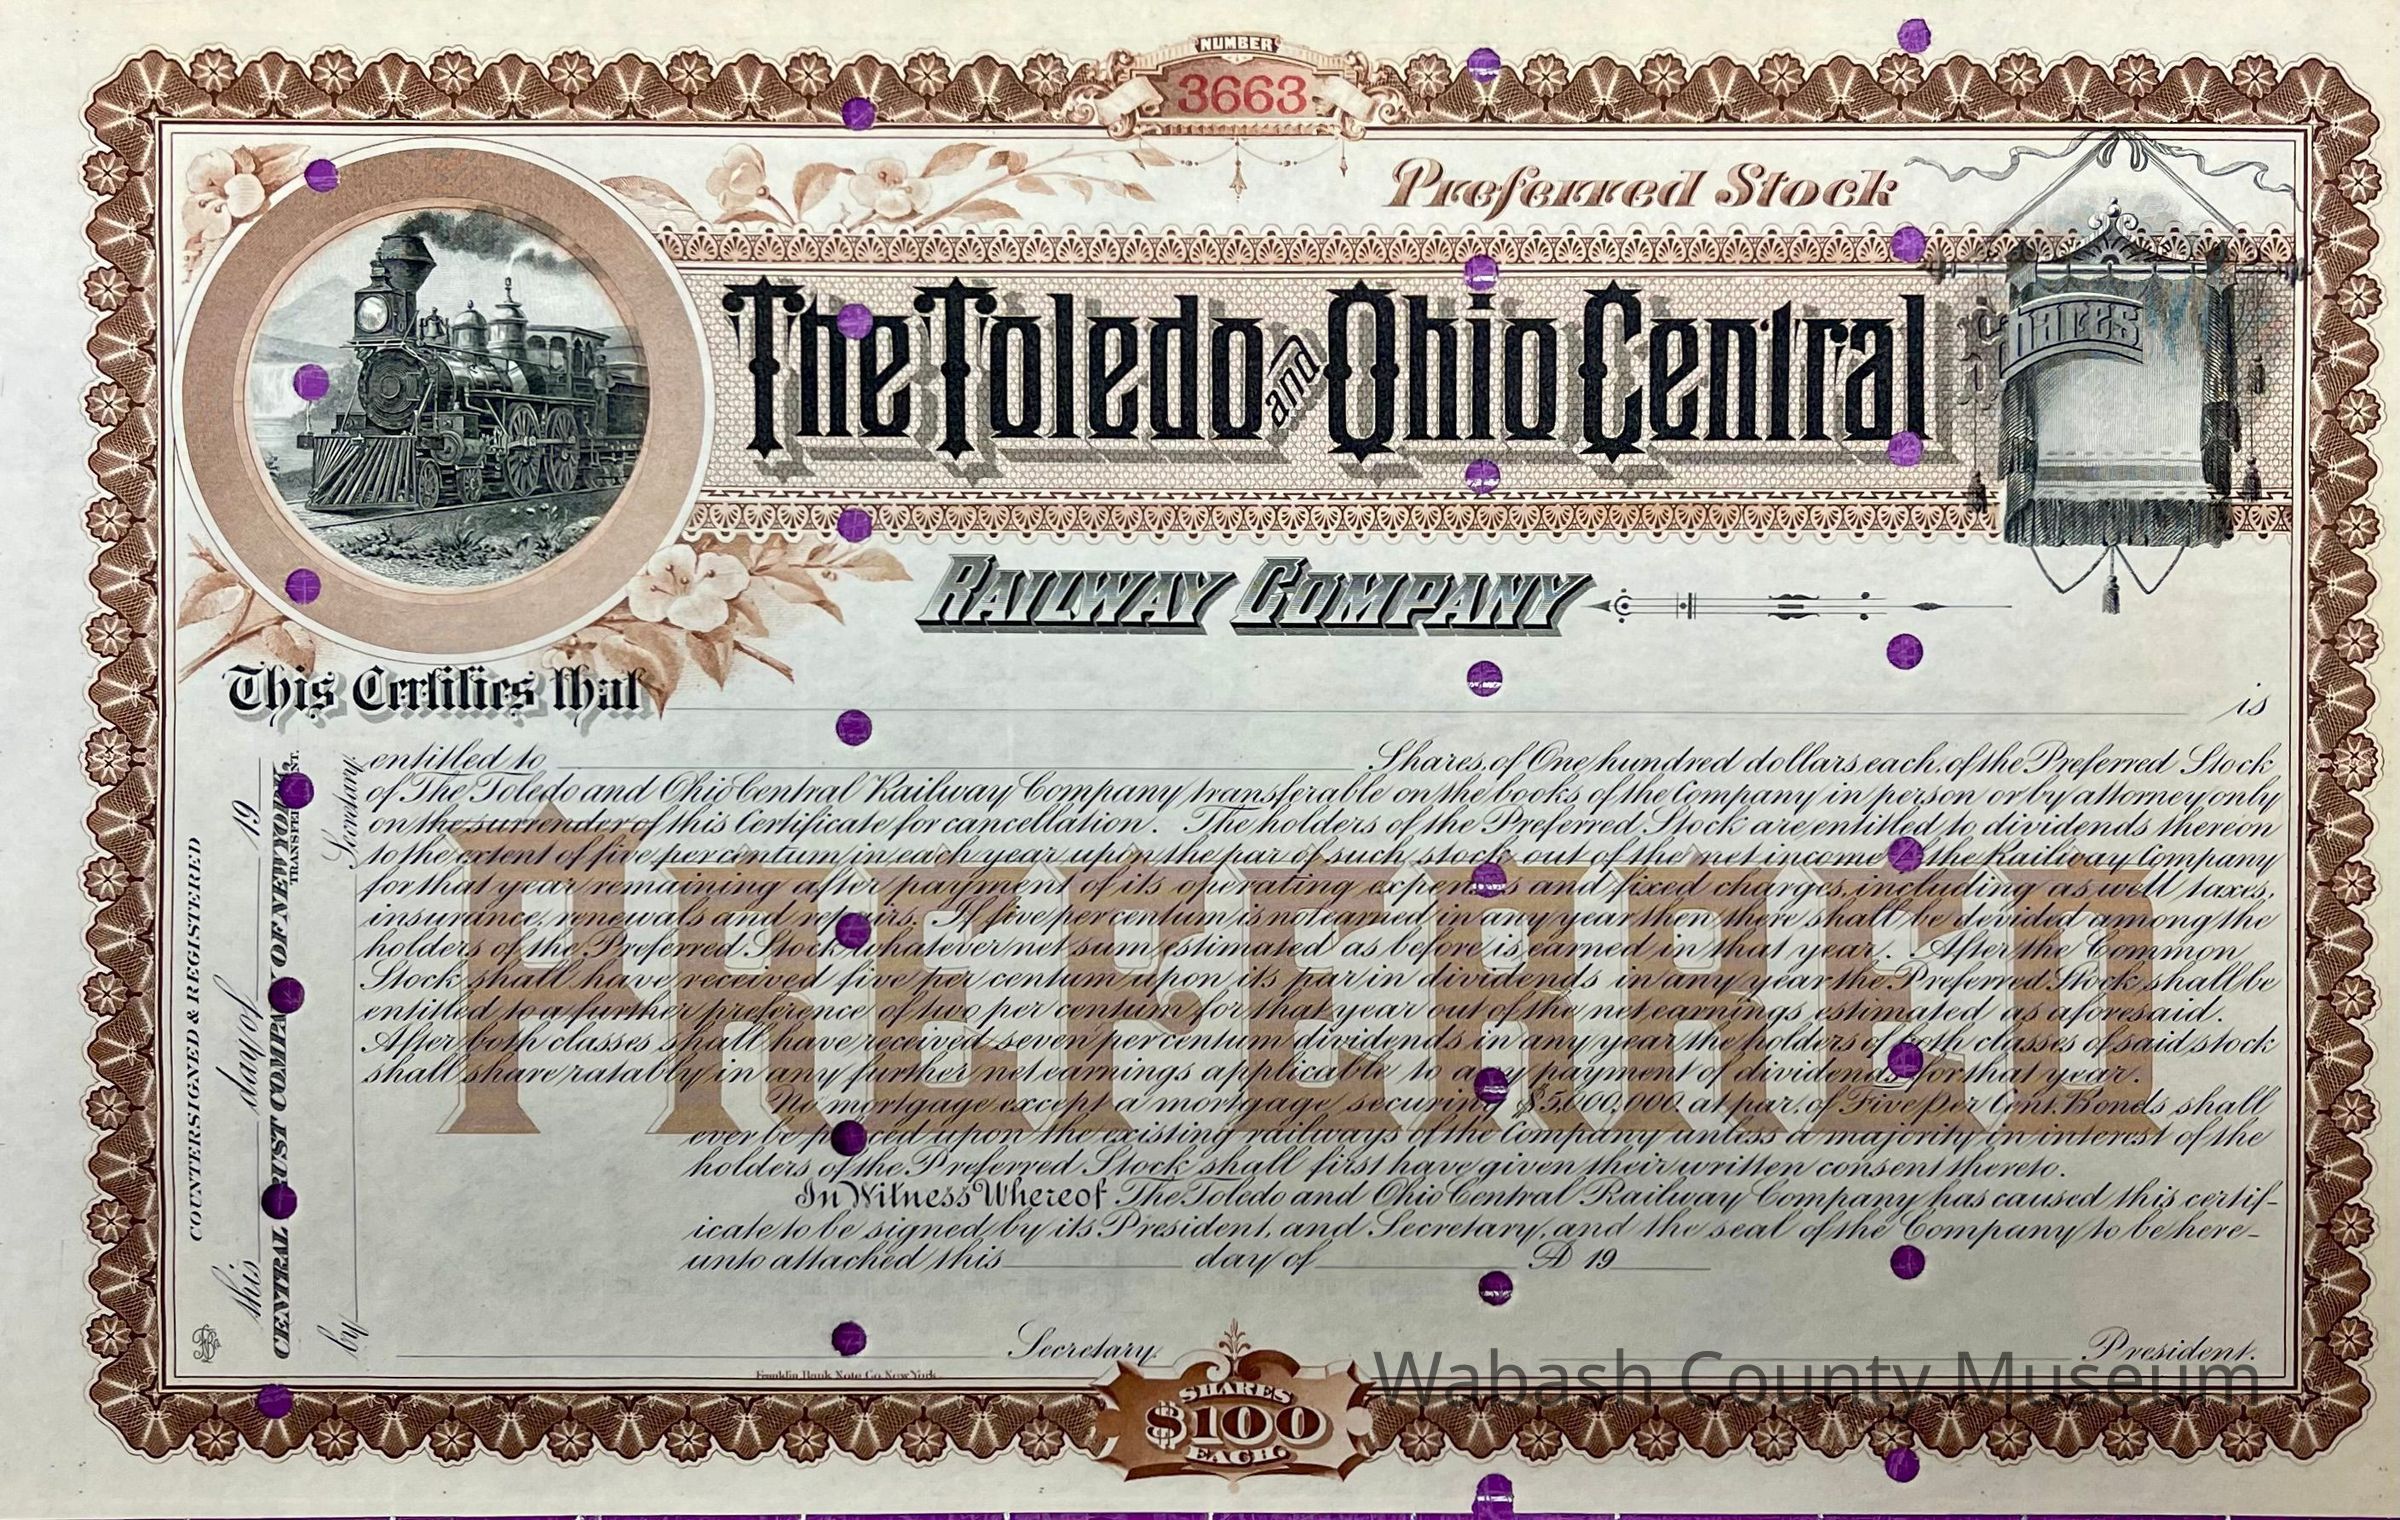 NUMBER
3663
Preferred Stock
The Toledo and Ohio Central
Shares
RAILWAY COMPANY
This Certifies that is
entitled to Shares, of One hundred dollars each, of the Preferred Stock
of The Toledo and Ohio Central Railway Company transferable on the books of the Company in person or by attorney only
on the surrender of this Certificate for cancellation. The holders of the Preferred Stock are entitled to dividends thereon
to the extent of five per centum in each year upon the par of such stock out of the net income of the Railway Company
for that year remaining after payment of its operating expenses and fixed charges, including as well taxes,
insurance, renewals and repairs. If five per centum is not earned in any year then there shall be devided among the
holders of the Preferred Stock whatever net sum estimated as before is earned in that year. After the Common
Stock shall have received five per centum upon its par in dividends in any year the Preferred Stock shall be
entitled to a further preference of two per centum for that year out of the net earnings estimated as aforesaid.
After both classes shall have received seven per centum dividends in any year the holders of both classes of said stock
shall share ratably in any further net earnings applicable to any payment of dividends for that year.
No mortgage except a mortgage securing $5,000,000. at par, of Five Per Cent. Bonds shall
ever be placed upon the existing railways of the Company unless a majority in interest of the
holders of the Preferred Stock shall first have given their written consent thereto.
In Witness Whereof The Toledo and Ohio Central Railway Company has caused this certif-
icate to be signed by its President, and Secretary, and the seal of the Company to be here-
unto attached this day of A D 19
PREFERRED
COUNTERSIGNED & REGISTERED
this day of 19
CENTRAL TRUST COMPANY OF NEW YORK,
TRANSFER AGENT.
by Secretary
Secretary.
President.
Franklin Bank Note Co. New York.
SHARES
$100
EACH
Wabash County Museum